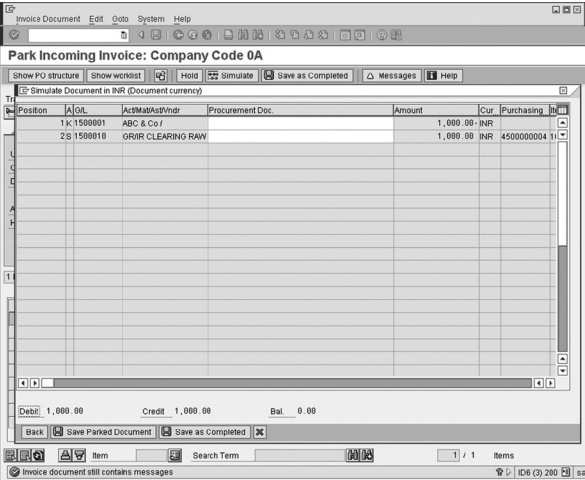 Invoice Document Edit Goto System Help
Park Incoming Invoice: Company Code 0A
Show PO structure Show worklist Hold Simulate Save as Completed Messages Help
Simulate Document in INR (Document currency)
Position A G/L Act/Mat/Ast/Vndr Procurement Doc. Amount Cur Purchasing
1 K 1500001 ABC & Co / 1,000.00- INR
2 S 1500010 GR/IR CLEARING RAW 1,000.00 INR 4500000004
Debit 1,000.00 Credit 1,000.00 Bal. 0.00
Back Save Parked Document Save as Completed
Item Search Term 1 / 1 Items
Invoice document still contains messages ID6 (3) 200